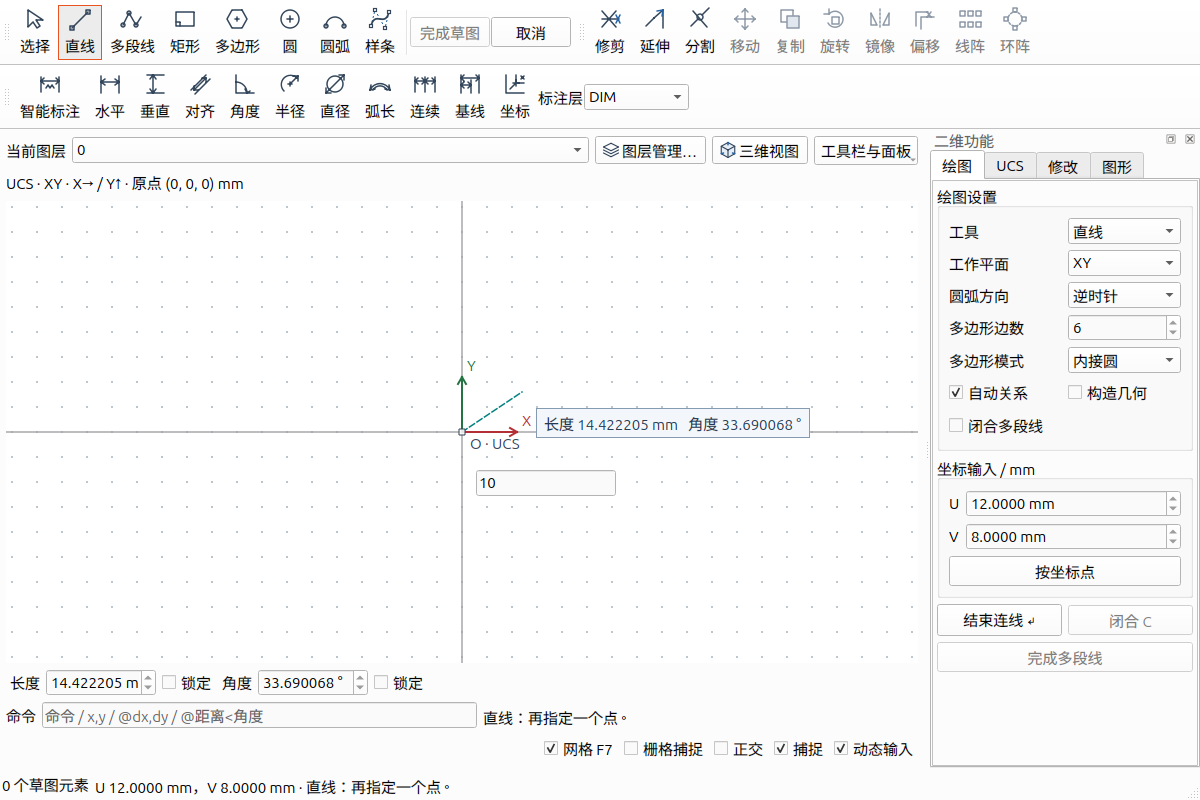 选择 直线 多段线 矩形 多边形 圆 圆弧 样条 完成草图 取消 修剪 延伸 分割 移动 复制 旋转 镜像 偏移 线阵 环阵
智能标注 水平 垂直 对齐 角度 半径 直径 弧长 连续 基线 坐标 标注层 DIM
当前图层 0 图层管理... 三维视图 工具栏与面板
UCS · XY · X→ / Y↑ · 原点 (0, 0, 0) mm
Y
X
O · UCS
长度 14.422205 mm 角度 33.690068 °
10
二维功能
绘图 UCS 修改 图形
绘图设置
工具 直线
工作平面 XY
圆弧方向 逆时针
多边形边数 6
多边形模式 内接圆
自动关系 构造几何
闭合多段线
坐标输入 / mm
U 12.0000 mm
V 8.0000 mm
按坐标点
结束连线 ↲ 闭合 C
完成多段线
长度 14.422205 m 锁定 角度 33.690068 ° 锁定
命令 命令 / x,y / @dx,dy / @距离<角度 直线：再指定一个点。
网格 F7 栅格捕捉 正交 捕捉 动态输入
0 个草图元素 U 12.0000 mm，V 8.0000 mm · 直线：再指定一个点。